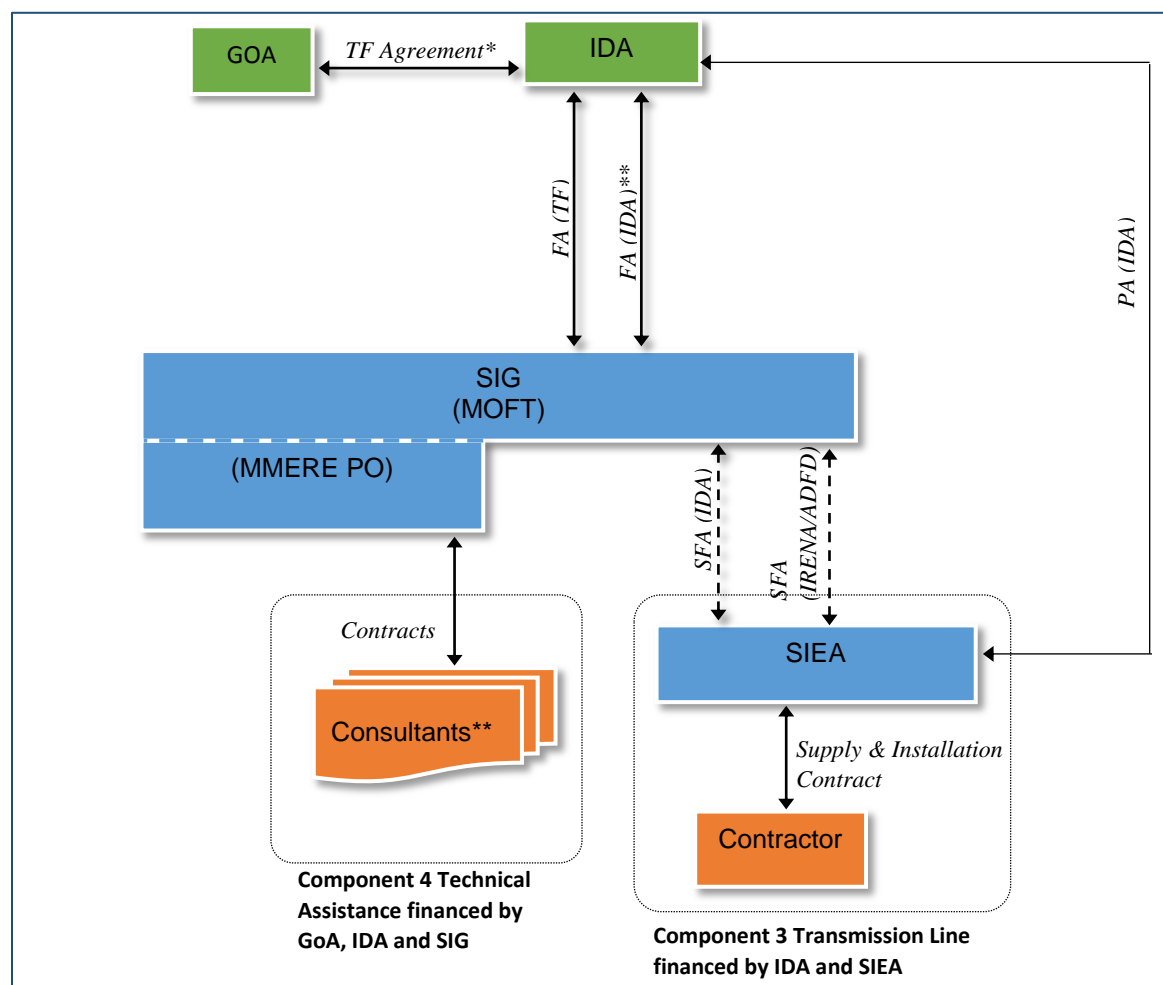 GOA
TF Agreement*
IDA
FA (TF)
FA (IDA)**
PA (IDA)
SIG
(MOFT)
(MMERE PO)
SFA (IDA)
SFA
(IRENA/ADFD)
Contracts
SIEA
Consultants**
Supply & Installation
Contract
Contractor
Component 4 Technical
Assistance financed by
GoA, IDA and SIG
Component 3 Transmission Line
financed by IDA and SIEA